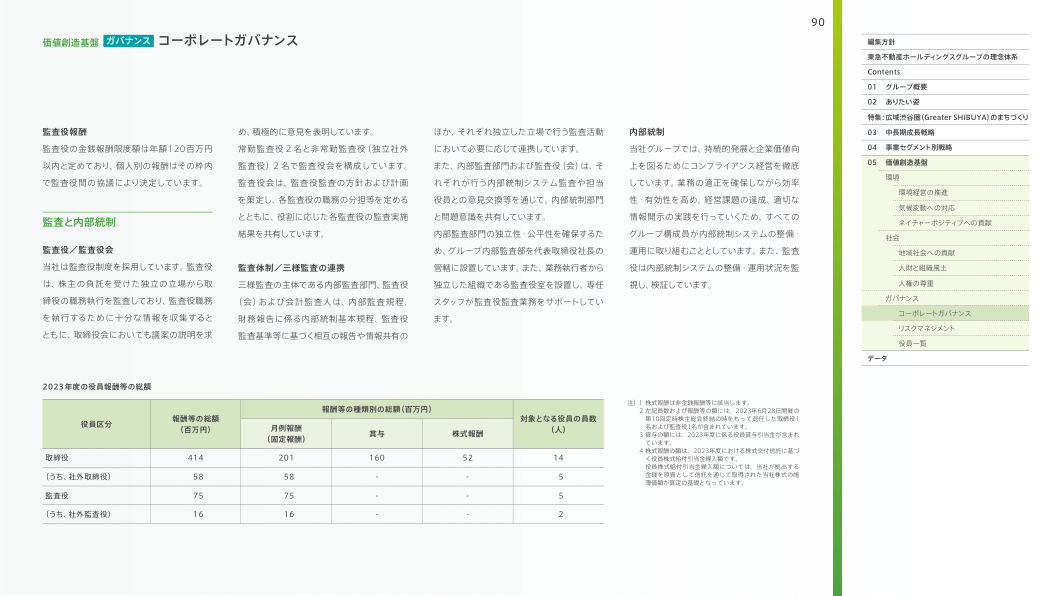 90
価値創造基盤 ガバナンス コーポレートガバナンス
監査役報酬
監査役の金銭報酬限度額は年額120百万円
以内と定めており、個人別の報酬はその枠内
で監査役間の協議により決定しています。
監査と内部統制
監査役／監査役会
当社は監査役制度を採用しています。監査役
は、株主の負託を受けた独立の立場から取
締役の職務執行を監査しており、監査役職務
を執行するために十分な情報を収集すると
ともに、取締役会においても議案の説明を求
め、積極的に意見を表明しています。
常勤監査役2名と非常勤監査役（独立社外
監査役）2名で監査役会を構成しています。
監査役会は、監査役監査の方針および計画
を策定し、各監査役の職務の分担等を定める
とともに、役割に応じた各監査役の監査実施
結果を共有しています。
監査体制／三様監査の連携
三様監査の主体である内部監査部門、監査役
（会）および会計監査人は、内部監査規程、
財務報告に係る内部統制基本規程、監査役
監査基準等に基づく相互の報告や情報共有の
ほか、それぞれ独立した立場で行う監査活動
において必要に応じて連携しています。
また、内部監査部門および監査役（会）は、そ
れぞれが行う内部統制システム監査や担当
役員との意見交換等を通じて、内部統制部門
と問題意識を共有しています。
内部監査部門の独立性・公平性を確保するた
め、グループ内部監査部を代表取締役社長の
管轄に設置しています。また、業務執行者から
独立した組織である監査役室を設置し、専任
スタッフが監査役監査業務をサポートしてい
ます。
内部統制
当社グループでは、持続的発展と企業価値向
上を図るためにコンプライアンス経営を徹底
しています。業務の適正を確保しながら効率
性・有効性を高め、経営課題の達成、適切な
情報開示の実践を行っていくため、すべての
グループ構成員が内部統制システムの整備・
運用に取り組むこととしています。また、監査
役は内部統制システムの整備・運用状況を監
視し、検証しています。
2023年度の役員報酬等の総額
役員区分 報酬等の総額（百万円） 報酬等の種類別の総額（百万円） 対象となる役員の員数（人）
月例報酬（固定報酬） 賞与 株式報酬
取締役 414 201 160 52 14
（うち、社外取締役） 58 58 - - 5
監査役 75 75 - - 5
（うち、社外監査役） 16 16 - - 2
注） 1 株式報酬は非金銭報酬等に該当します。
2 左記員数および報酬等の額には、2023年6月28日開催の
第10回定時株主総会終結の時をもって退任した取締役1
名および監査役1名が含まれています。
3 賞与の額には、2023年度に係る役員賞与引当金が含まれ
ています。
4 株式報酬の額は、2023年度における株式交付信託に基づ
く役員株式給付引当金繰入額です。
役員株式給付引当金繰入額については、当社が拠出する
金銭を原資として信託を通じて取得された当社株式の帳
簿価額が算定の基礎となっています。
編集方針
東急不動産ホールディングスグループの理念体系
Contents
01 グループ概要
02 ありたい姿
特集：広域渋谷圏（Greater SHIBUYA）のまちづくり
03 中長期成長戦略
04 事業セグメント別戦略
05 価値創造基盤
環境
環境経営の推進
気候変動への対応
ネイチャーポジティブへの貢献
社会
地域社会への貢献
人財と組織風土
人権の尊重
ガバナンス
コーポレートガバナンス
リスクマネジメント
役員一覧
データ